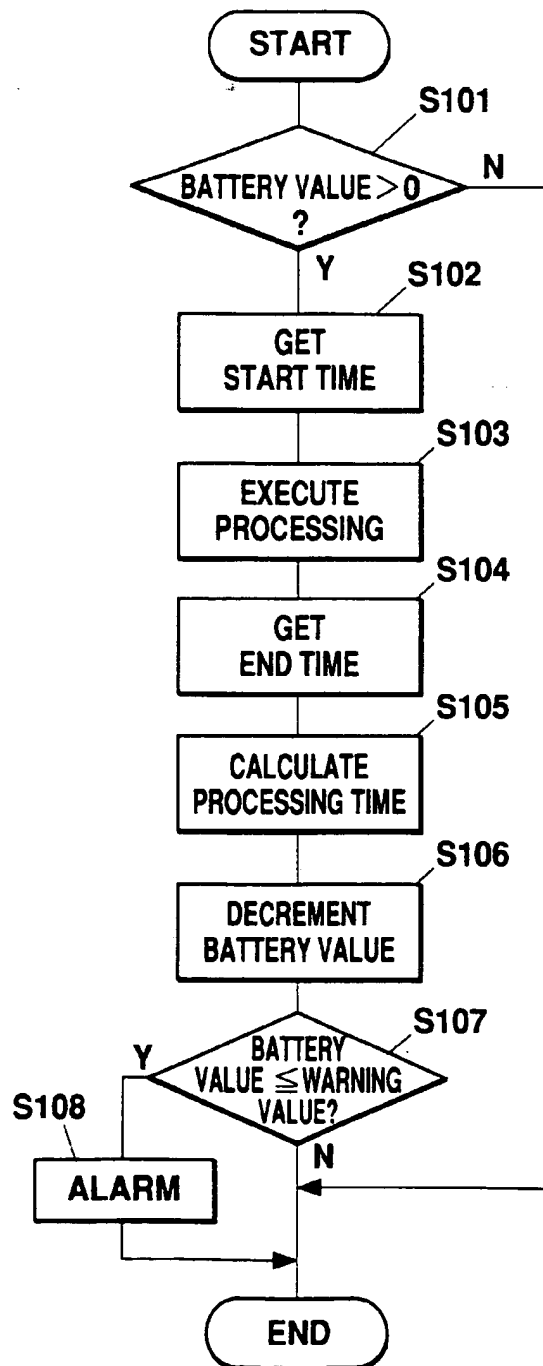 START
S101
BATTERY VALUE > 0
?
N
Y
S102
GET
START TIME
S103
EXECUTE
PROCESSING
S104
GET
END TIME
S105
CALCULATE
PROCESSING TIME
S106
DECREMENT
BATTERY VALUE
S107
BATTERY
VALUE ≦ WARNING
VALUE?
Y
N
S108
ALARM
END